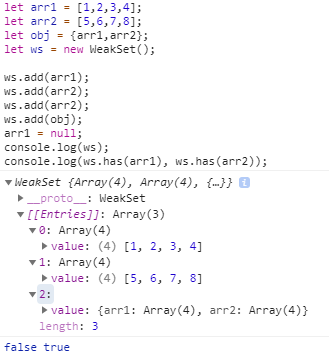 let arr1 = [1,2,3,4];
let arr2 = [5,6,7,8];
let obj = {arr1,arr2};
let ws = new WeakSet();
ws.add(arr1);
ws.add(arr2);
ws.add(arr2);
ws.add(obj);
arr1 = null;
console.log(ws);
console.log(ws.has(arr1), ws.has(arr2));
▼WeakSet {Array(4), Array(4), {…}} i
▶__proto__: WeakSet
▼[[Entries]]: Array(3)
▼0: Array(4)
▶value: (4) [1, 2, 3, 4]
▼1: Array(4)
▶value: (4) [5, 6, 7, 8]
▼2:
▶value: {arr1: Array(4), arr2: Array(4)}
length: 3
false true